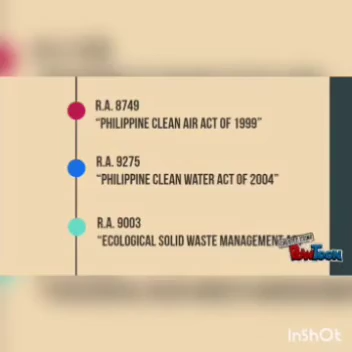 R.A. 8749
"PHILIPPINE CLEAN AIR ACT OF 1999"
R.A. 9275
"PHILIPPINE CLEAN WATER ACT OF 2004"
R.A. 9003
"ECOLOGICAL SOLID WASTE MANAGEMENT
POWTOON
InShOt